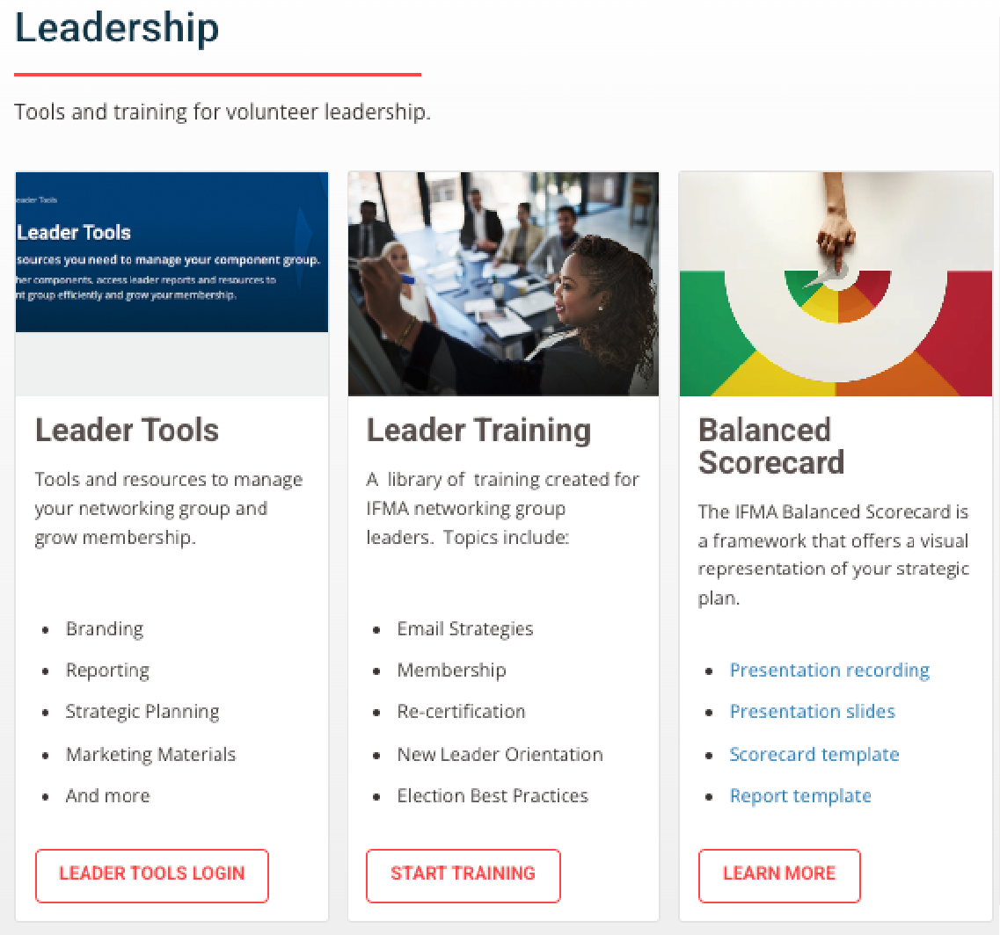 Leadership
Tools and training for volunteer leadership.
eader Tools
Leader Tools
sources you need to manage your component group.
her components, access leader reports and resources to
nt group efficiently and grow your membership.
Leader Tools
Tools and resources to manage
your networking group and
grow membership.
Branding
Reporting
Strategic Planning
Marketing Materials
And more
LEADER TOOLS LOGIN
Leader Training
A library of training created for
IFMA networking group
leaders. Topics include:
Email Strategies
Membership
Re-certification
New Leader Orientation
Election Best Practices
START TRAINING
Balanced
Scorecard
The IFMA Balanced Scorecard is
a framework that offers a visual
representation of your strategic
plan.
Presentation recording
Presentation slides
Scorecard template
Report template
LEARN MORE